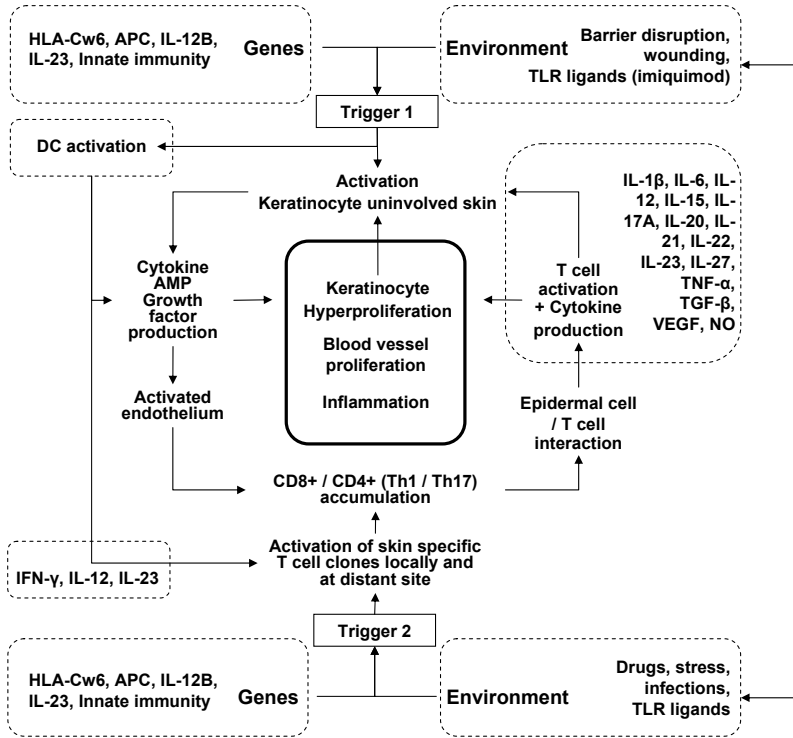 HLA-Cw6, APC, IL-12B,
IL-23, Innate immunity
Genes
Environment
Barrier disruption,
wounding,
TLR ligands (imiquimod)
Trigger 1
DC activation
Activation
Keratinocyte uninvolved skin
IL-1β, IL-6, IL-
12, IL-15, IL-
17A, IL-20, IL-
21, IL-22,
IL-23, IL-27,
TNF-α,
TGF-β,
VEGF, NO
T cell
activation
+ Cytokine
production
Cytokine
AMP
Growth
factor
production
Keratinocyte
Hyperproliferation
Blood vessel
proliferation
Inflammation
Activated
endothelium
Epidermal cell
/ T cell
interaction
CD8+ / CD4+ (Th1 / Th17)
accumulation
Activation of skin specific
T cell clones locally and
at distant site
IFN-γ, IL-12, IL-23
Trigger 2
HLA-Cw6, APC, IL-12B,
IL-23, Innate immunity
Genes
Environment
Drugs, stress,
infections,
TLR ligands